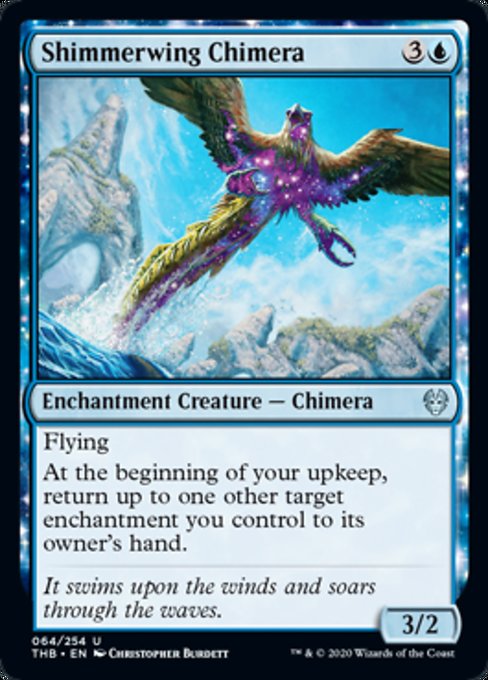 Shimmerwing Chimera 3
Enchantment Creature — Chimera
Flying
At the beginning of your upkeep,
return up to one other target
enchantment you control to its
owner's hand.
It swims upon the winds and soars
through the waves.
3/2
064/254 U
THB • EN Christopher Burdett
™ & © 2020 Wizards of the Coast